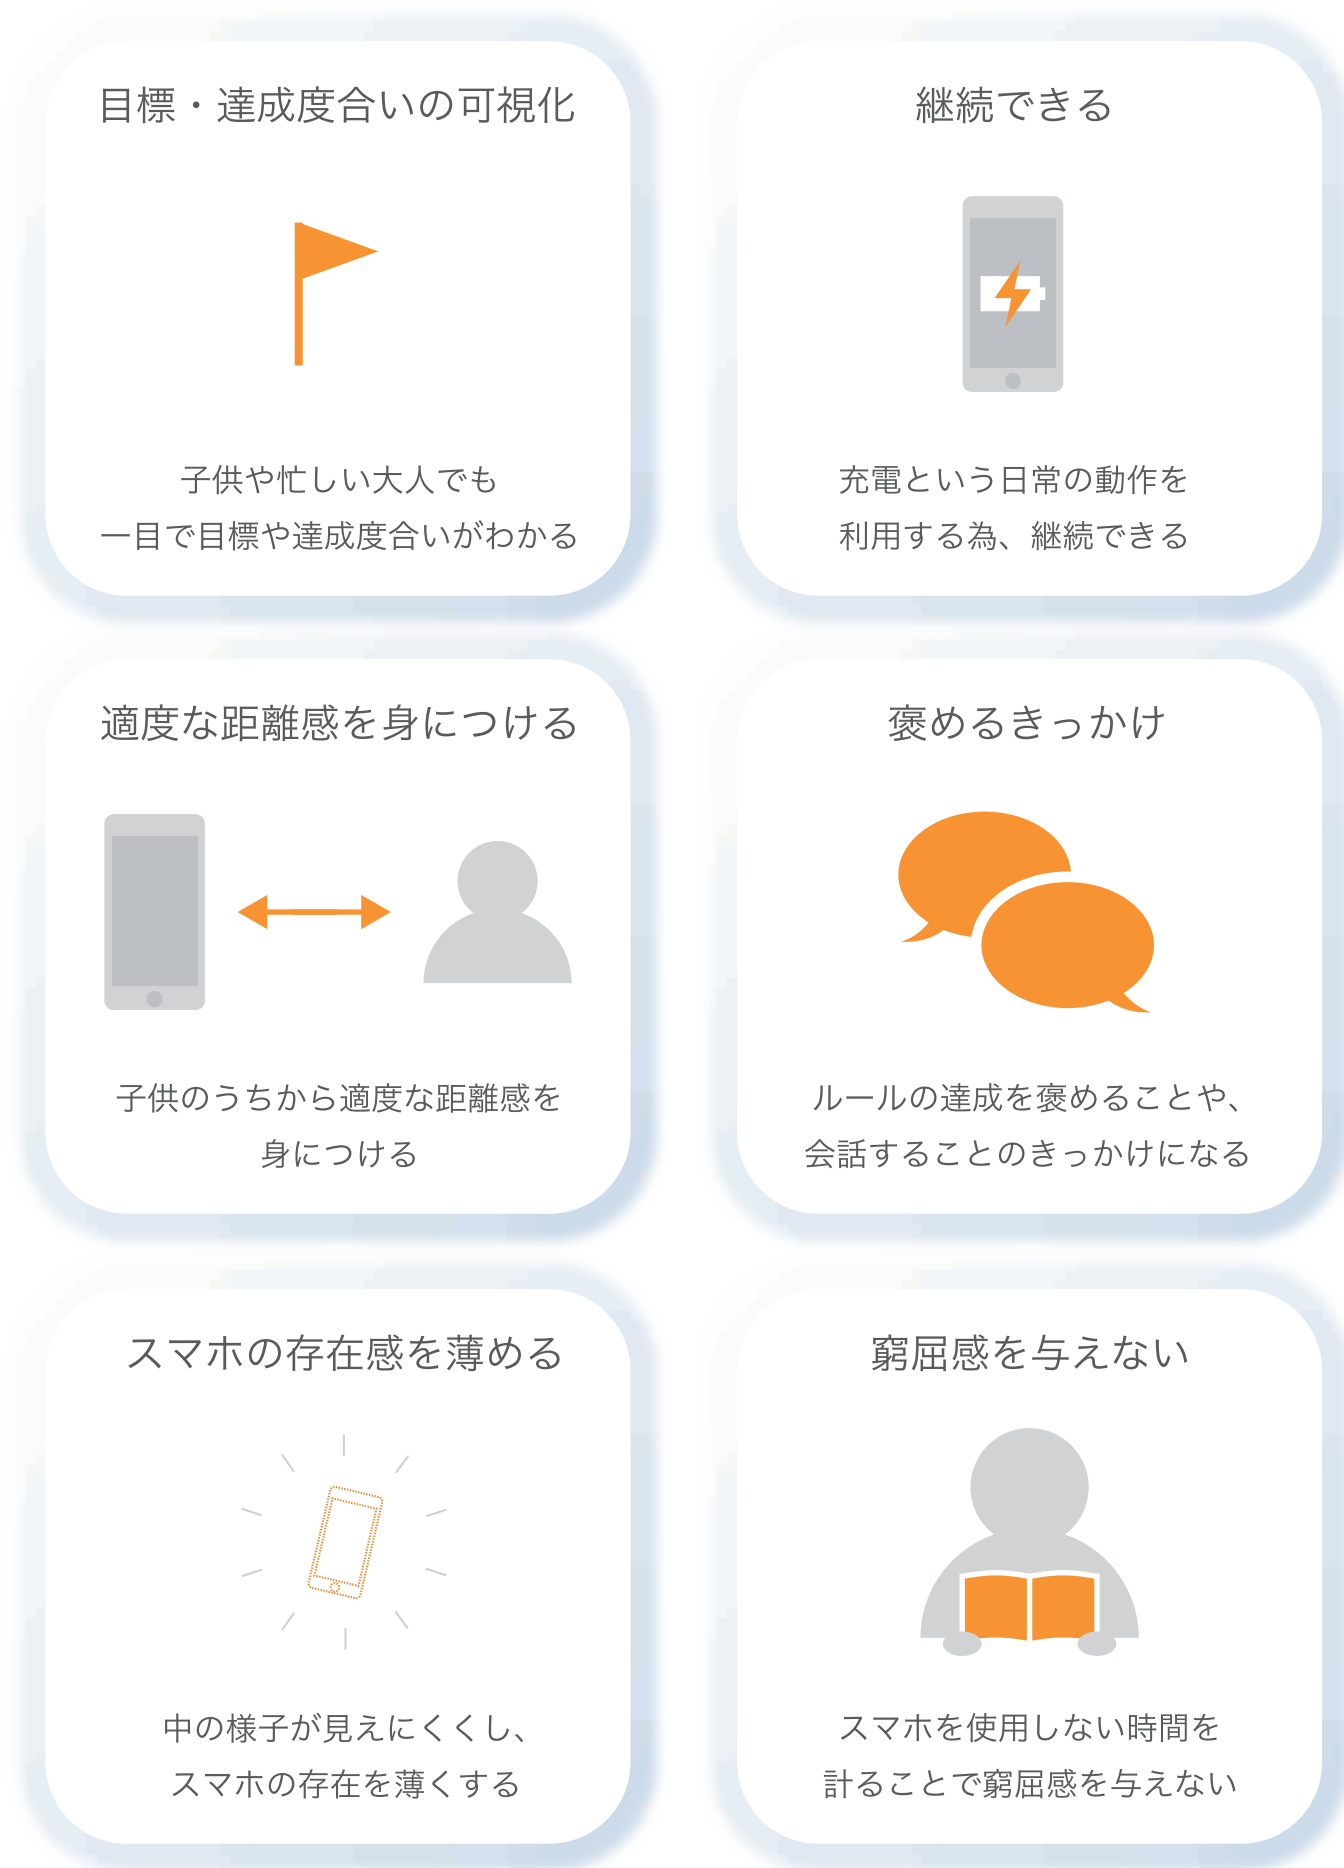 目標・達成度合いの可視化
子供や忙しい大人でも
一目で目標や達成度合いがわかる
継続できる
充電という日常の動作を
利用する為、継続できる
適度な距離感を身につける
子供のうちから適度な距離感を
身につける
褒めるきっかけ
ルールの達成を褒めることや、
会話することのきっかけになる
スマホの存在感を薄める
中の様子が見えにくくし、
スマホの存在を薄くする
窮屈感を与えない
スマホを使用しない時間を
計ることで窮屈感を与えない